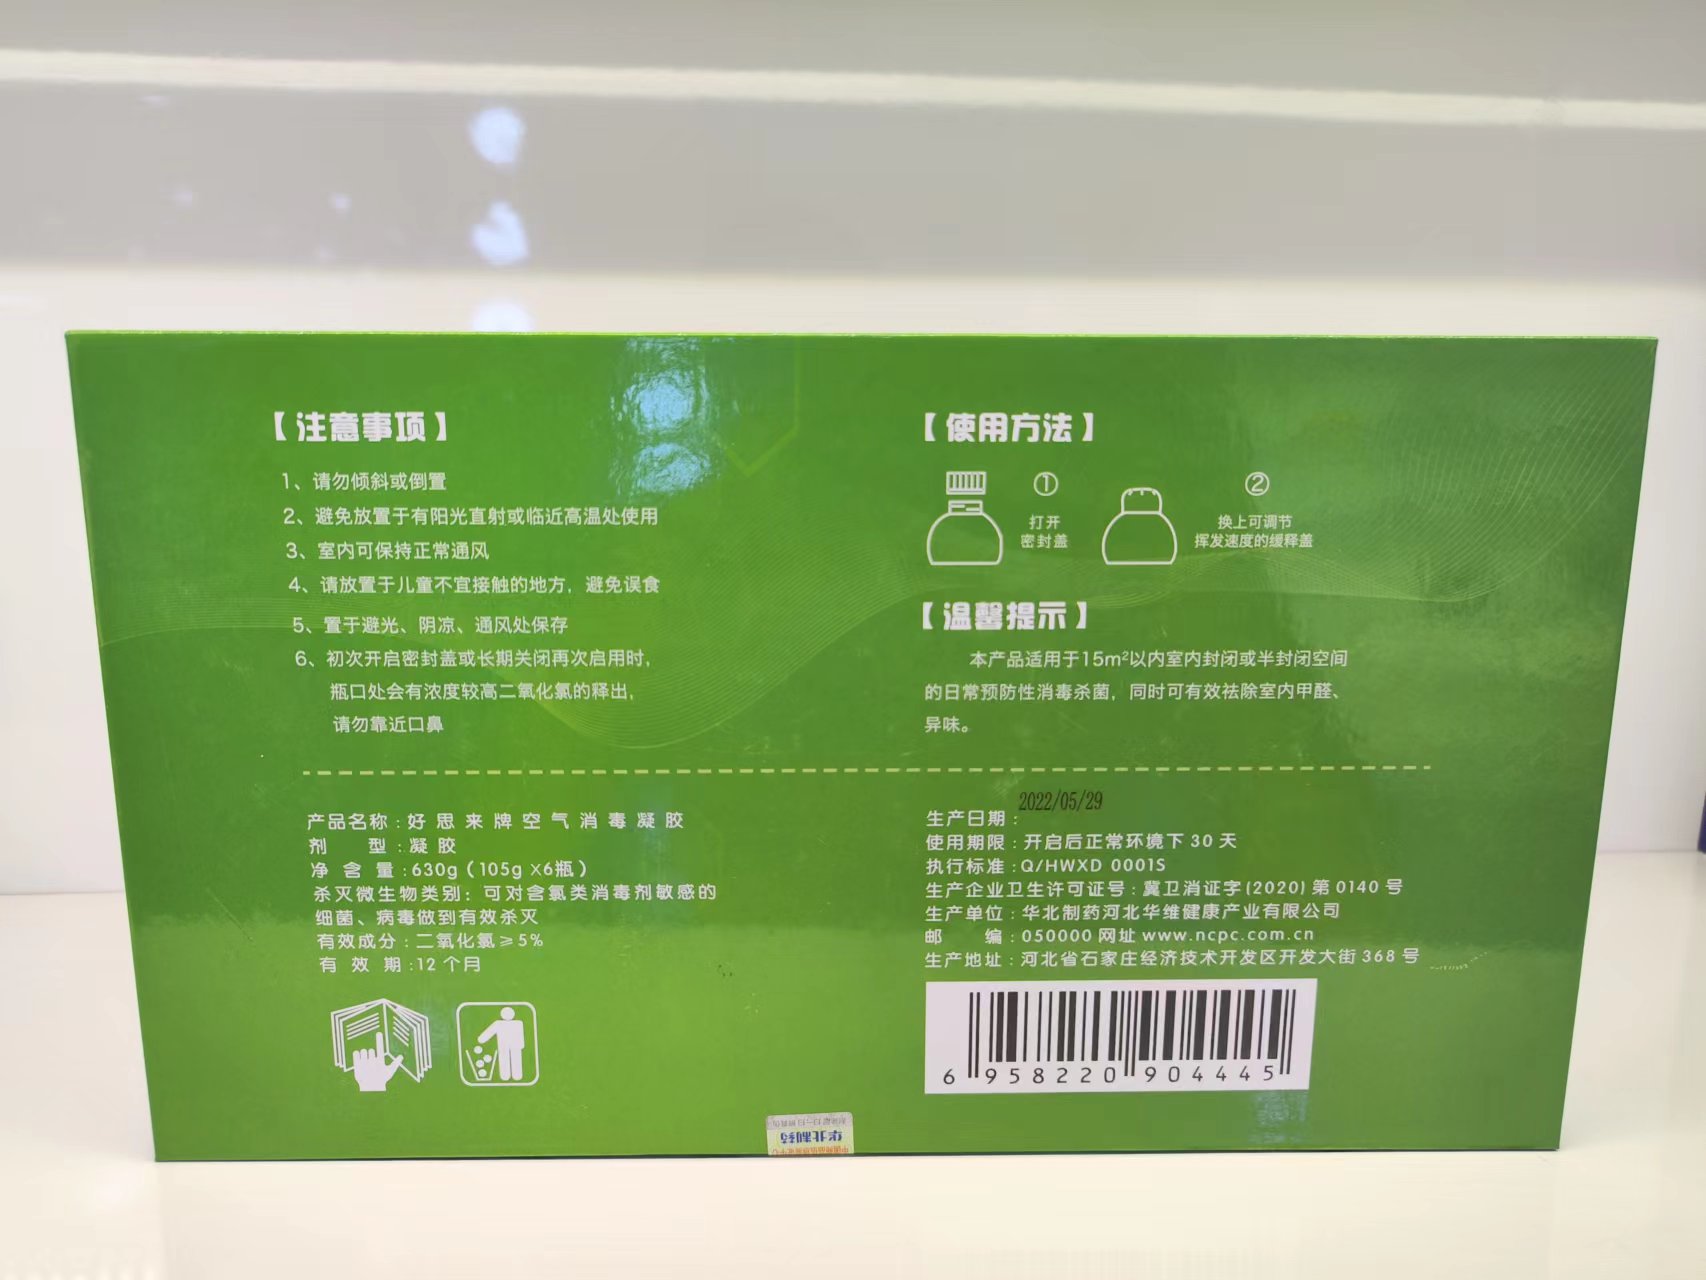 【注意事项】
1、请勿倾斜或倒置
2、避免放置于有阳光直射或临近高温处使用
3、室内可保持正常通风
4、请放置于儿童不宜接触的地方，避免误食
5、置于避光、阴凉、通风处保存
6、初次开启密封盖或长期关闭再次启用时，
瓶口处会有浓度较高二氧化氯的释出，
请勿靠近口鼻
【使用方法】
①
打开
密封盖
②
换上可调节
挥发速度的缓释盖
【温馨提示】
本产品适用于15m²以内室内封闭或半封闭空间
的日常预防性消毒杀菌，同时可有效祛除室内甲醛、
异味。
产品名称：好思来牌空气消毒凝胶
剂 型：凝胶
净 含 量：630g（105g X6瓶）
杀灭微生物类别：可对含氯类消毒剂敏感的
细菌、病毒做到有效杀灭
有效成分：二氧化氯≥5%
有 效 期：12个月
2022/05/29
生产日期：
使用期限：开启后正常环境下30天
执行标准：Q/HWXD 0001S
生产企业卫生许可证号：冀卫消证字(2020)第0140号
生产单位：华北制药河北华维健康产业有限公司
邮 编：050000 网址 www.ncpc.com.cn
生产地址：河北省石家庄经济技术开发区开发大街368号
6 958220 904445
华北制药